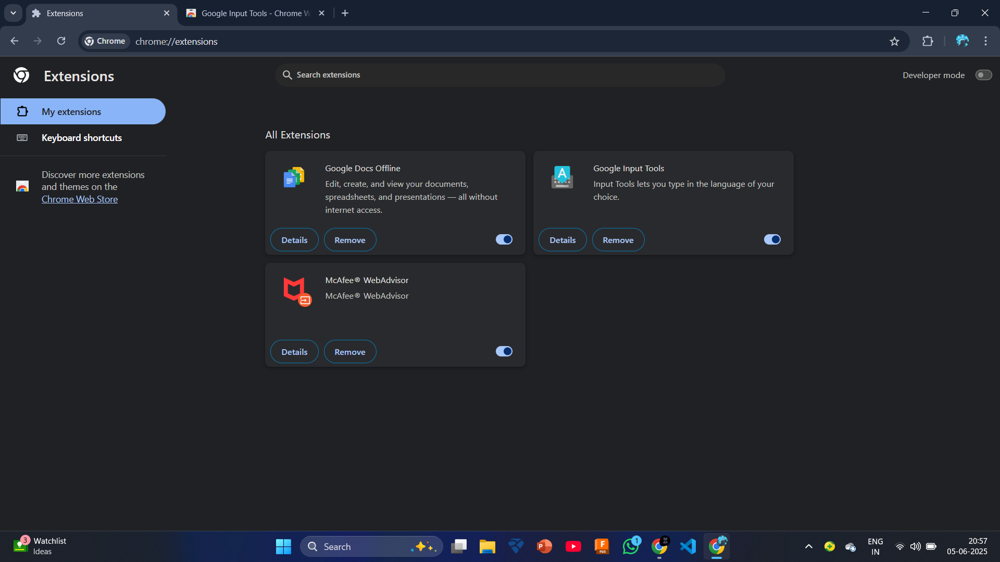 Extensions
Google Input Tools - Chrome W
Chrome
chrome://extensions
Extensions
Search extensions
Developer mode
My extensions
Keyboard shortcuts
Discover more extensions
and themes on the
Chrome Web Store
All Extensions
Google Docs Offline
Edit, create, and view your documents,
spreadsheets, and presentations — all without
internet access.
Details
Remove
Google Input Tools
Input Tools lets you type in the language of your
choice.
Details
Remove
McAfee® WebAdvisor
McAfee® WebAdvisor
Details
Remove
3
Watchlist
Ideas
Search
P
F
FUS
1
ENG
IN
20:57
05-06-2025